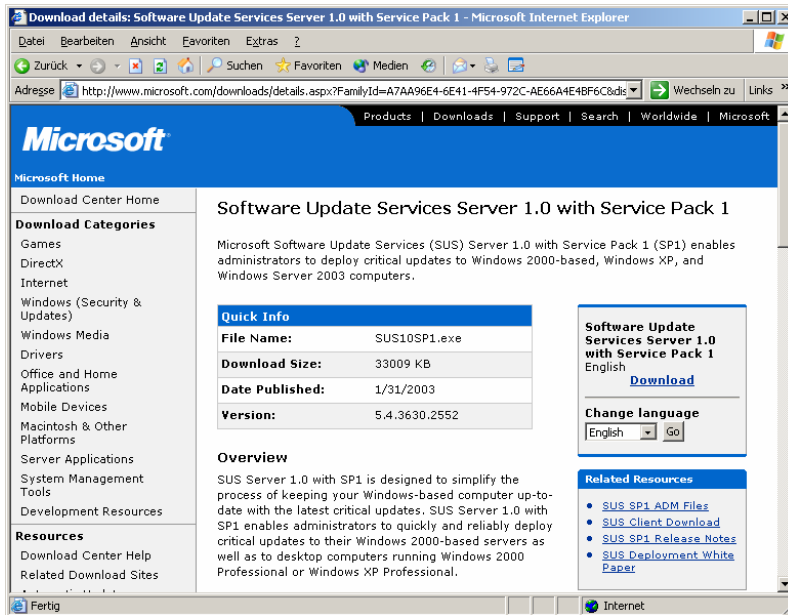 Download details: Software Update Services Server 1.0 with Service Pack 1 - Microsoft Internet Explorer
Datei Bearbeiten Ansicht Favoriten Extras ?
Zurück Suchen Favoriten Medien
Adresse http://www.microsoft.com/downloads/details.aspx?FamilyId=A7AA96E4-6E41-4F54-972C-AE66A4E4BF6C&dis Wechseln zu Links »
Products | Downloads | Support | Search | Worldwide | Microsoft
Microsoft
Microsoft Home
Download Center Home
Download Categories
Games
DirectX
Internet
Windows (Security &
Updates)
Windows Media
Drivers
Office and Home
Applications
Mobile Devices
Macintosh & Other
Platforms
Server Applications
System Management
Tools
Development Resources
Resources
Download Center Help
Related Download Sites
Software Update Services Server 1.0 with Service Pack 1
Microsoft Software Update Services (SUS) Server 1.0 with Service Pack 1 (SP1) enables
administrators to deploy critical updates to Windows 2000-based, Windows XP, and
Windows Server 2003 computers.
Quick Info
File Name: SUS10SP1.exe
Download Size: 33009 KB
Date Published: 1/31/2003
Version: 5.4.3630.2552
Overview
SUS Server 1.0 with SP1 is designed to simplify the
process of keeping your Windows-based computer up-to-
date with the latest critical updates. SUS Server 1.0 with
SP1 enables administrators to quickly and reliably deploy
critical updates to their Windows 2000-based servers as
well as to desktop computers running Windows 2000
Professional or Windows XP Professional.
Software Update
Services Server 1.0
with Service Pack 1
English
Download
Change language
English Go
Related Resources
SUS SP1 ADM Files
SUS Client Download
SUS SP1 Release Notes
SUS Deployment White
Paper
Fertig Internet